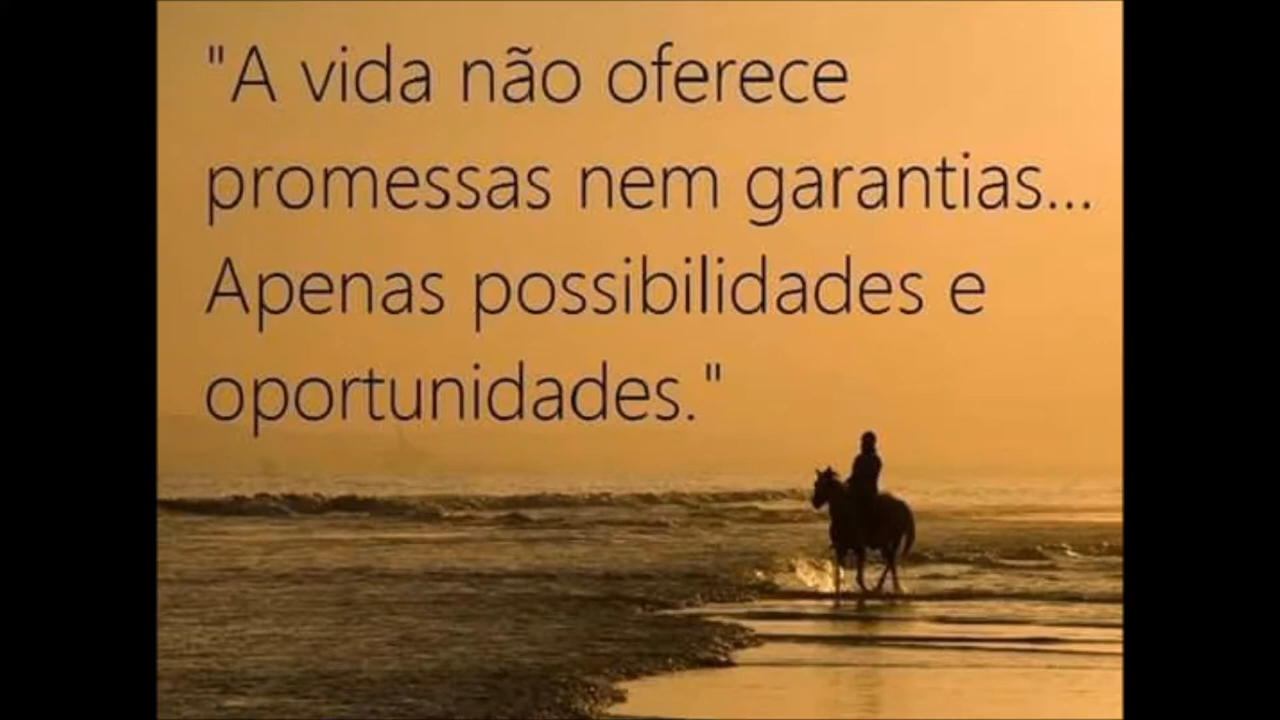 "A vida não oferece
promessas nem garantias...
Apenas possibilidades e
oportunidades."